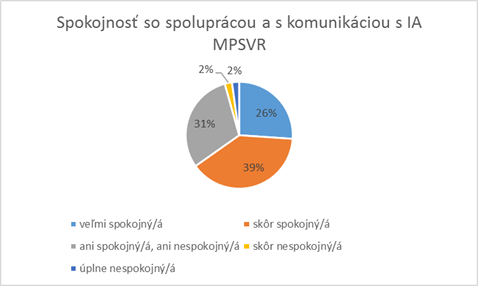 Spokojnosť so spoluprácou a s komunikáciou s IA
MPSVR
2%
2%
26%
31%
39%
veľmi spokojný/á
skôr spokojný/á
ani spokojný/á, ani nespokojný/á
skôr nespokojný/á
úplne nespokojný/á